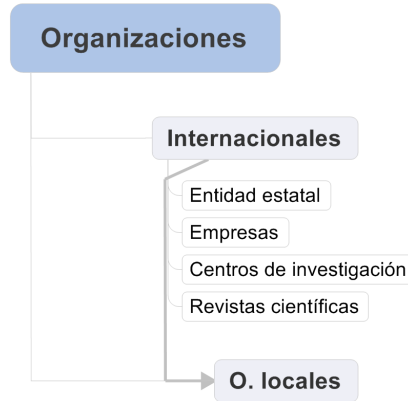 Organizaciones
Internacionales
Entidad estatal
Empresas
Centros de investigación
Revistas científicas
O. locales